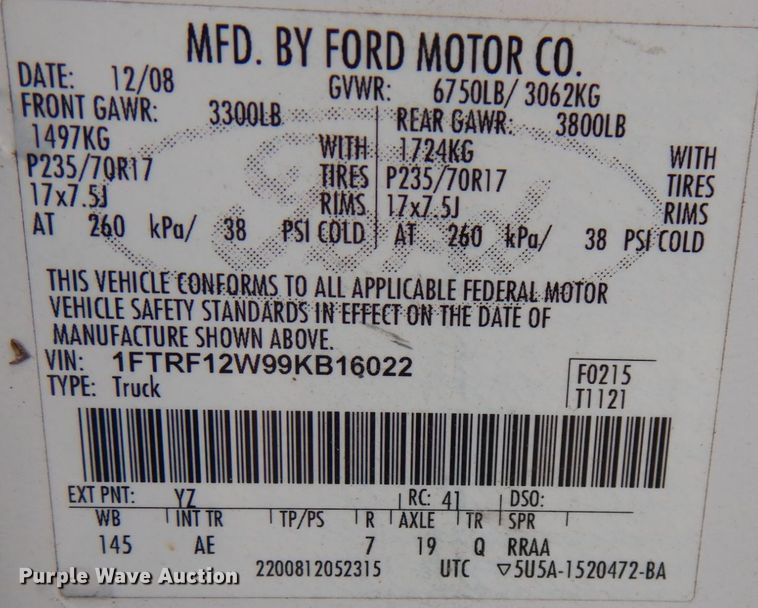 MFD. BY FORD MOTOR CO.
DATE: 12/08 GVWR: 6750LB/ 3062KG
FRONT GAWR: 3300LB REAR GAWR: 3800LB
1497KG WITH 1724KG WITH
P235/70R17 TIRES P235/70R17 TIRES
17x7.5J RIMS 17x7.5J RIMS
AT 260 kPa/ 38 PSI COLD AT 260 kPa/ 38 PSI COLD
Ford
THIS VEHICLE CONFORMS TO ALL APPLICABLE FEDERAL MOTOR
VEHICLE SAFETY STANDARDS IN EFFECT ON THE DATE OF
MANUFACTURE SHOWN ABOVE.
VIN: 1FTRF12W99KB16022
TYPE: Truck
F0215
T1121
EXT PNT: YZ RC: 41 DSO:
WB INT TR TP/PS R AXLE TR SPR
145 AE 7 19 Q RRAA
2200812052315 UTC ▽5U5A-1520472-BA
Purple Wave Auction